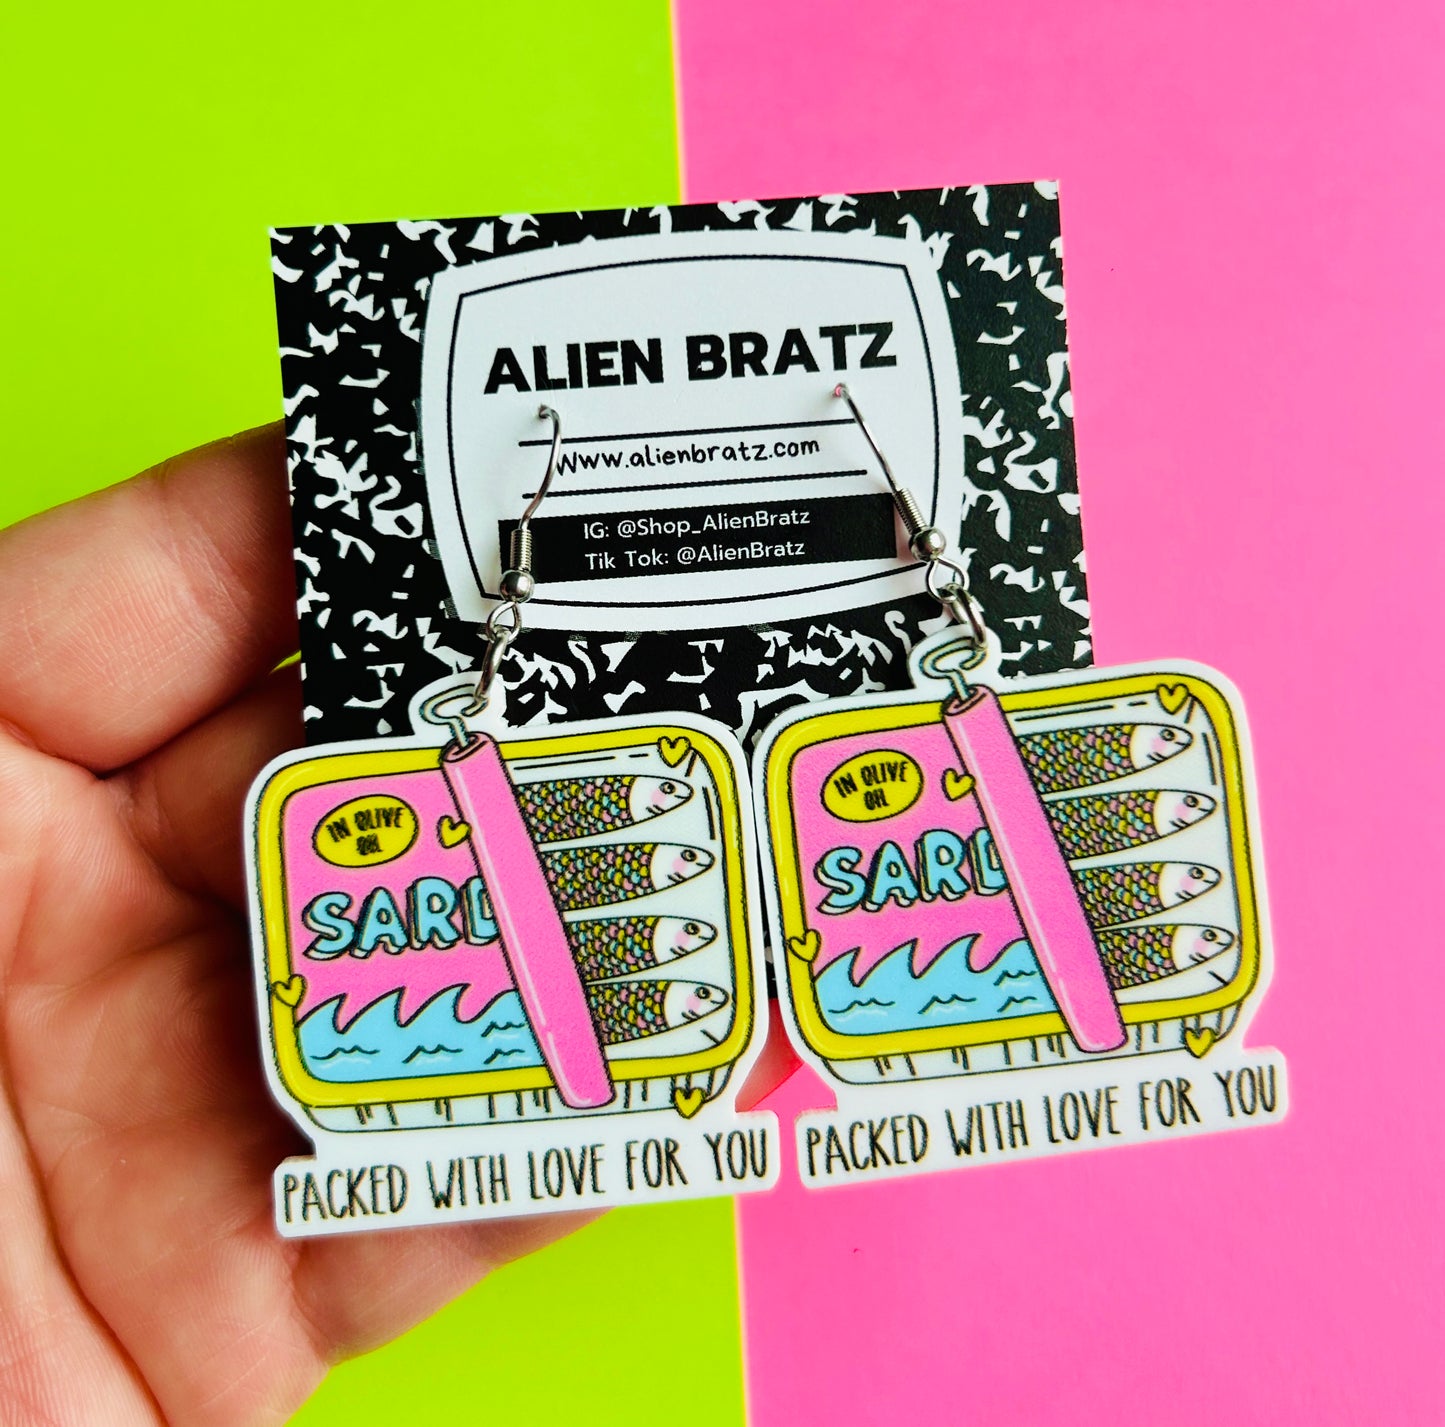 ALIEN BRATZ
www.alienbratz.com
IG: @Shop_AlienBratz
Tik Tok: @AlienBratz
IN OLIVE
OIL
SARD
PACKED WITH LOVE FOR YOU
IN OLIVE
OIL
SARD
PACKED WITH LOVE FOR YOU